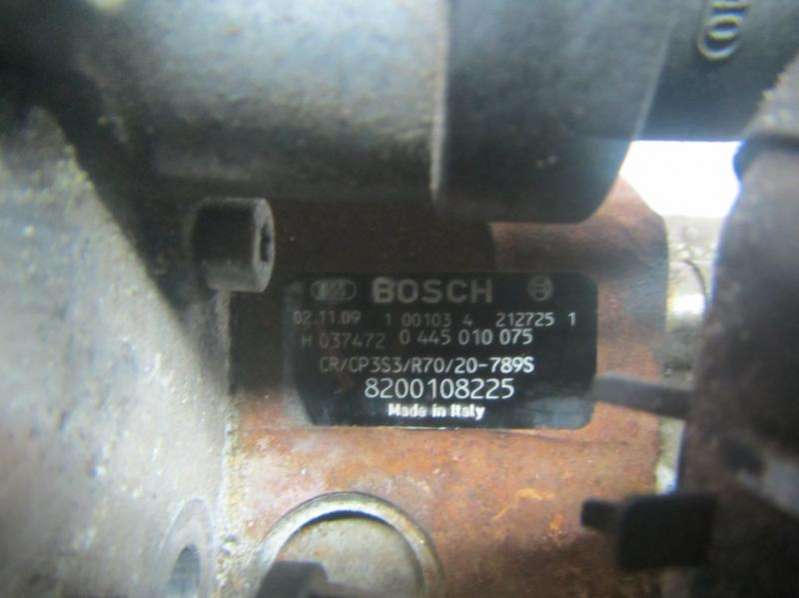 BOSCH
02.11.09 1 00103 4 212725 1
H 037472 0 445 010 075
CR/CP3S3/R70/20-789S
8200108225
Made in Italy